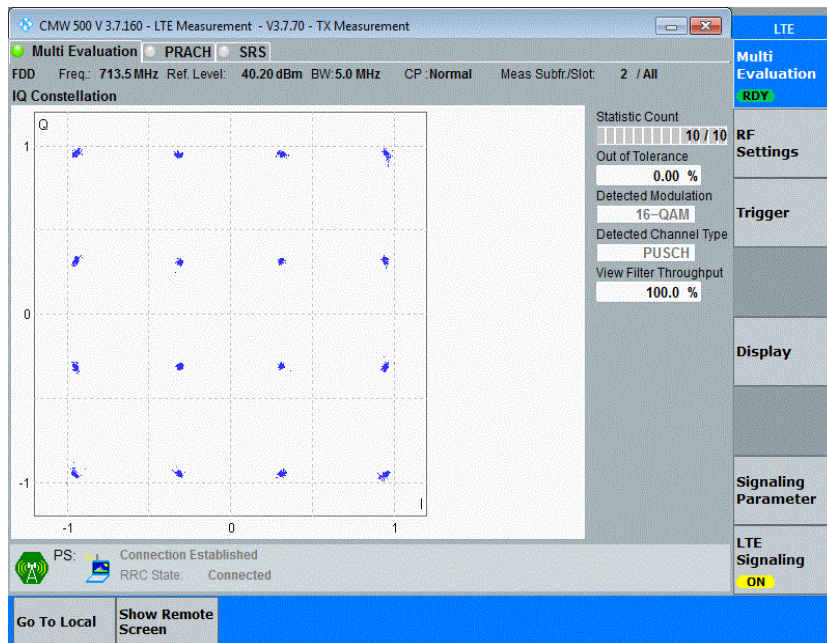 CMW 500 V 3.7.160 - LTE Measurement - V3.7.70 - TX Measurement
LTE
Multi Evaluation PRACH SRS
FDD Freq.: 713.5 MHz Ref. Level: 40.20 dBm BW: 5.0 MHz CP : Normal Meas Subfr./Slot: 2 / All
IQ Constellation
Q
1
0
-1
-1 0 1
I
Statistic Count
10 / 10
Out of Tolerance
0.00 %
Detected Modulation
16-QAM
Detected Channel Type
PUSCH
View Filter Throughput
100.0 %
Multi
Evaluation
RDY
RF
Settings
Trigger
Display
Signaling
Parameter
LTE
Signaling
ON
PS: Connection Established
RRC State: Connected
Go To Local
Show Remote
Screen